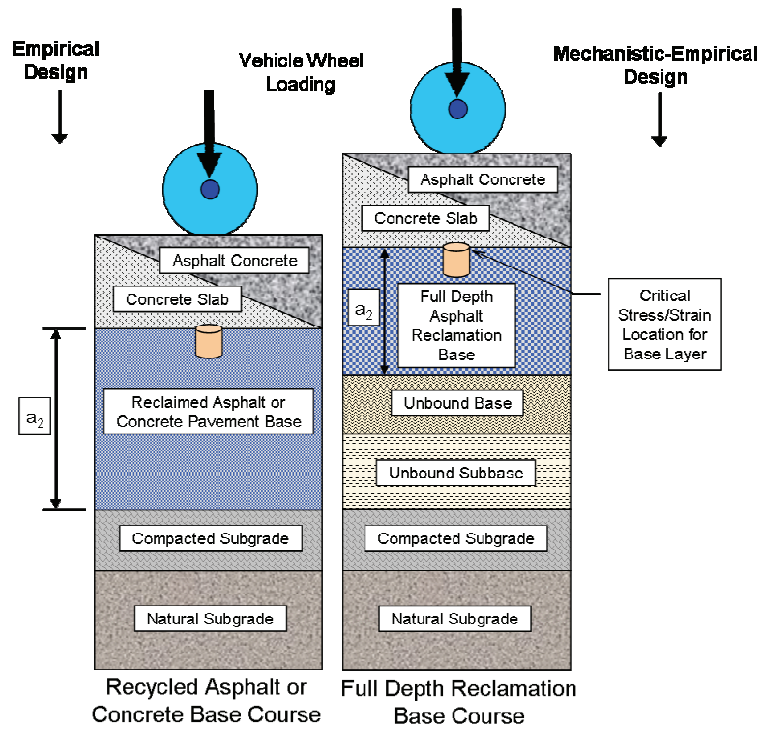 Empirical
Design
Vehicle Wheel
Loading
Mechanistic-Empirical
Design
Asphalt Concrete
Concrete Slab
a2
Reclaimed Asphalt or
Concrete Pavement Base
Compacted Subgrade
Natural Subgrade
Recycled Asphalt or
Concrete Base Course
Asphalt Concrete
Concrete Slab
a2
Full Depth
Asphalt
Reclamation
Base
Critical
Stress/Strain
Location for
Base Layer
Unbound Base
Unbound Subbase
Compacted Subgrade
Natural Subgrade
Full Depth Reclamation
Base Course